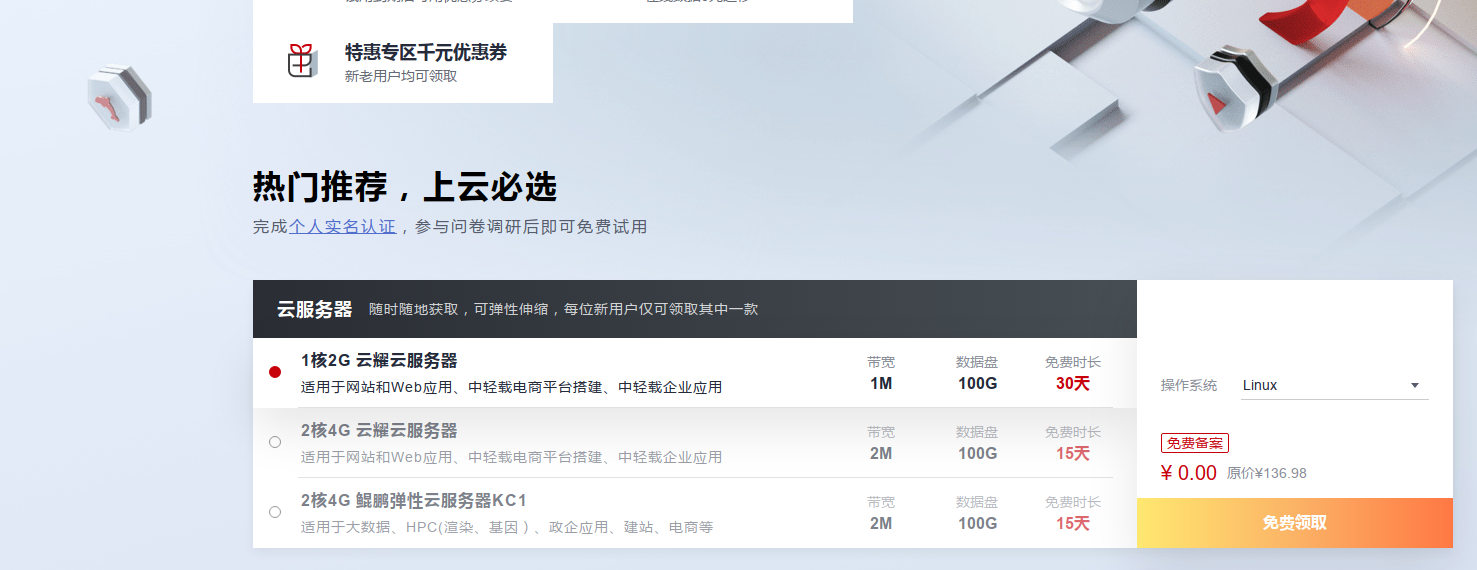 特惠专区千元优惠券
新老用户均可领取
热门推荐，上云必选
完成个人实名认证，参与问卷调研后即可免费试用
云服务器 随时随地获取，可弹性伸缩，每位新用户仅可领取其中一款
1核2G 云耀云服务器
适用于网站和Web应用、中轻载电商平台搭建、中轻载企业应用
带宽 数据盘 免费时长
1M 100G 30天
2核4G 云耀云服务器
适用于网站和Web应用、中轻载电商平台搭建、中轻载企业应用
带宽 数据盘 免费时长
2M 100G 15天
2核4G 鲲鹏弹性云服务器KC1
适用于大数据、HPC(渲染、基因）、政企应用、建站、电商等
带宽 数据盘 免费时长
2M 100G 15天
操作系统 Linux
免费备案
¥ 0.00 原价¥136.98
免费领取